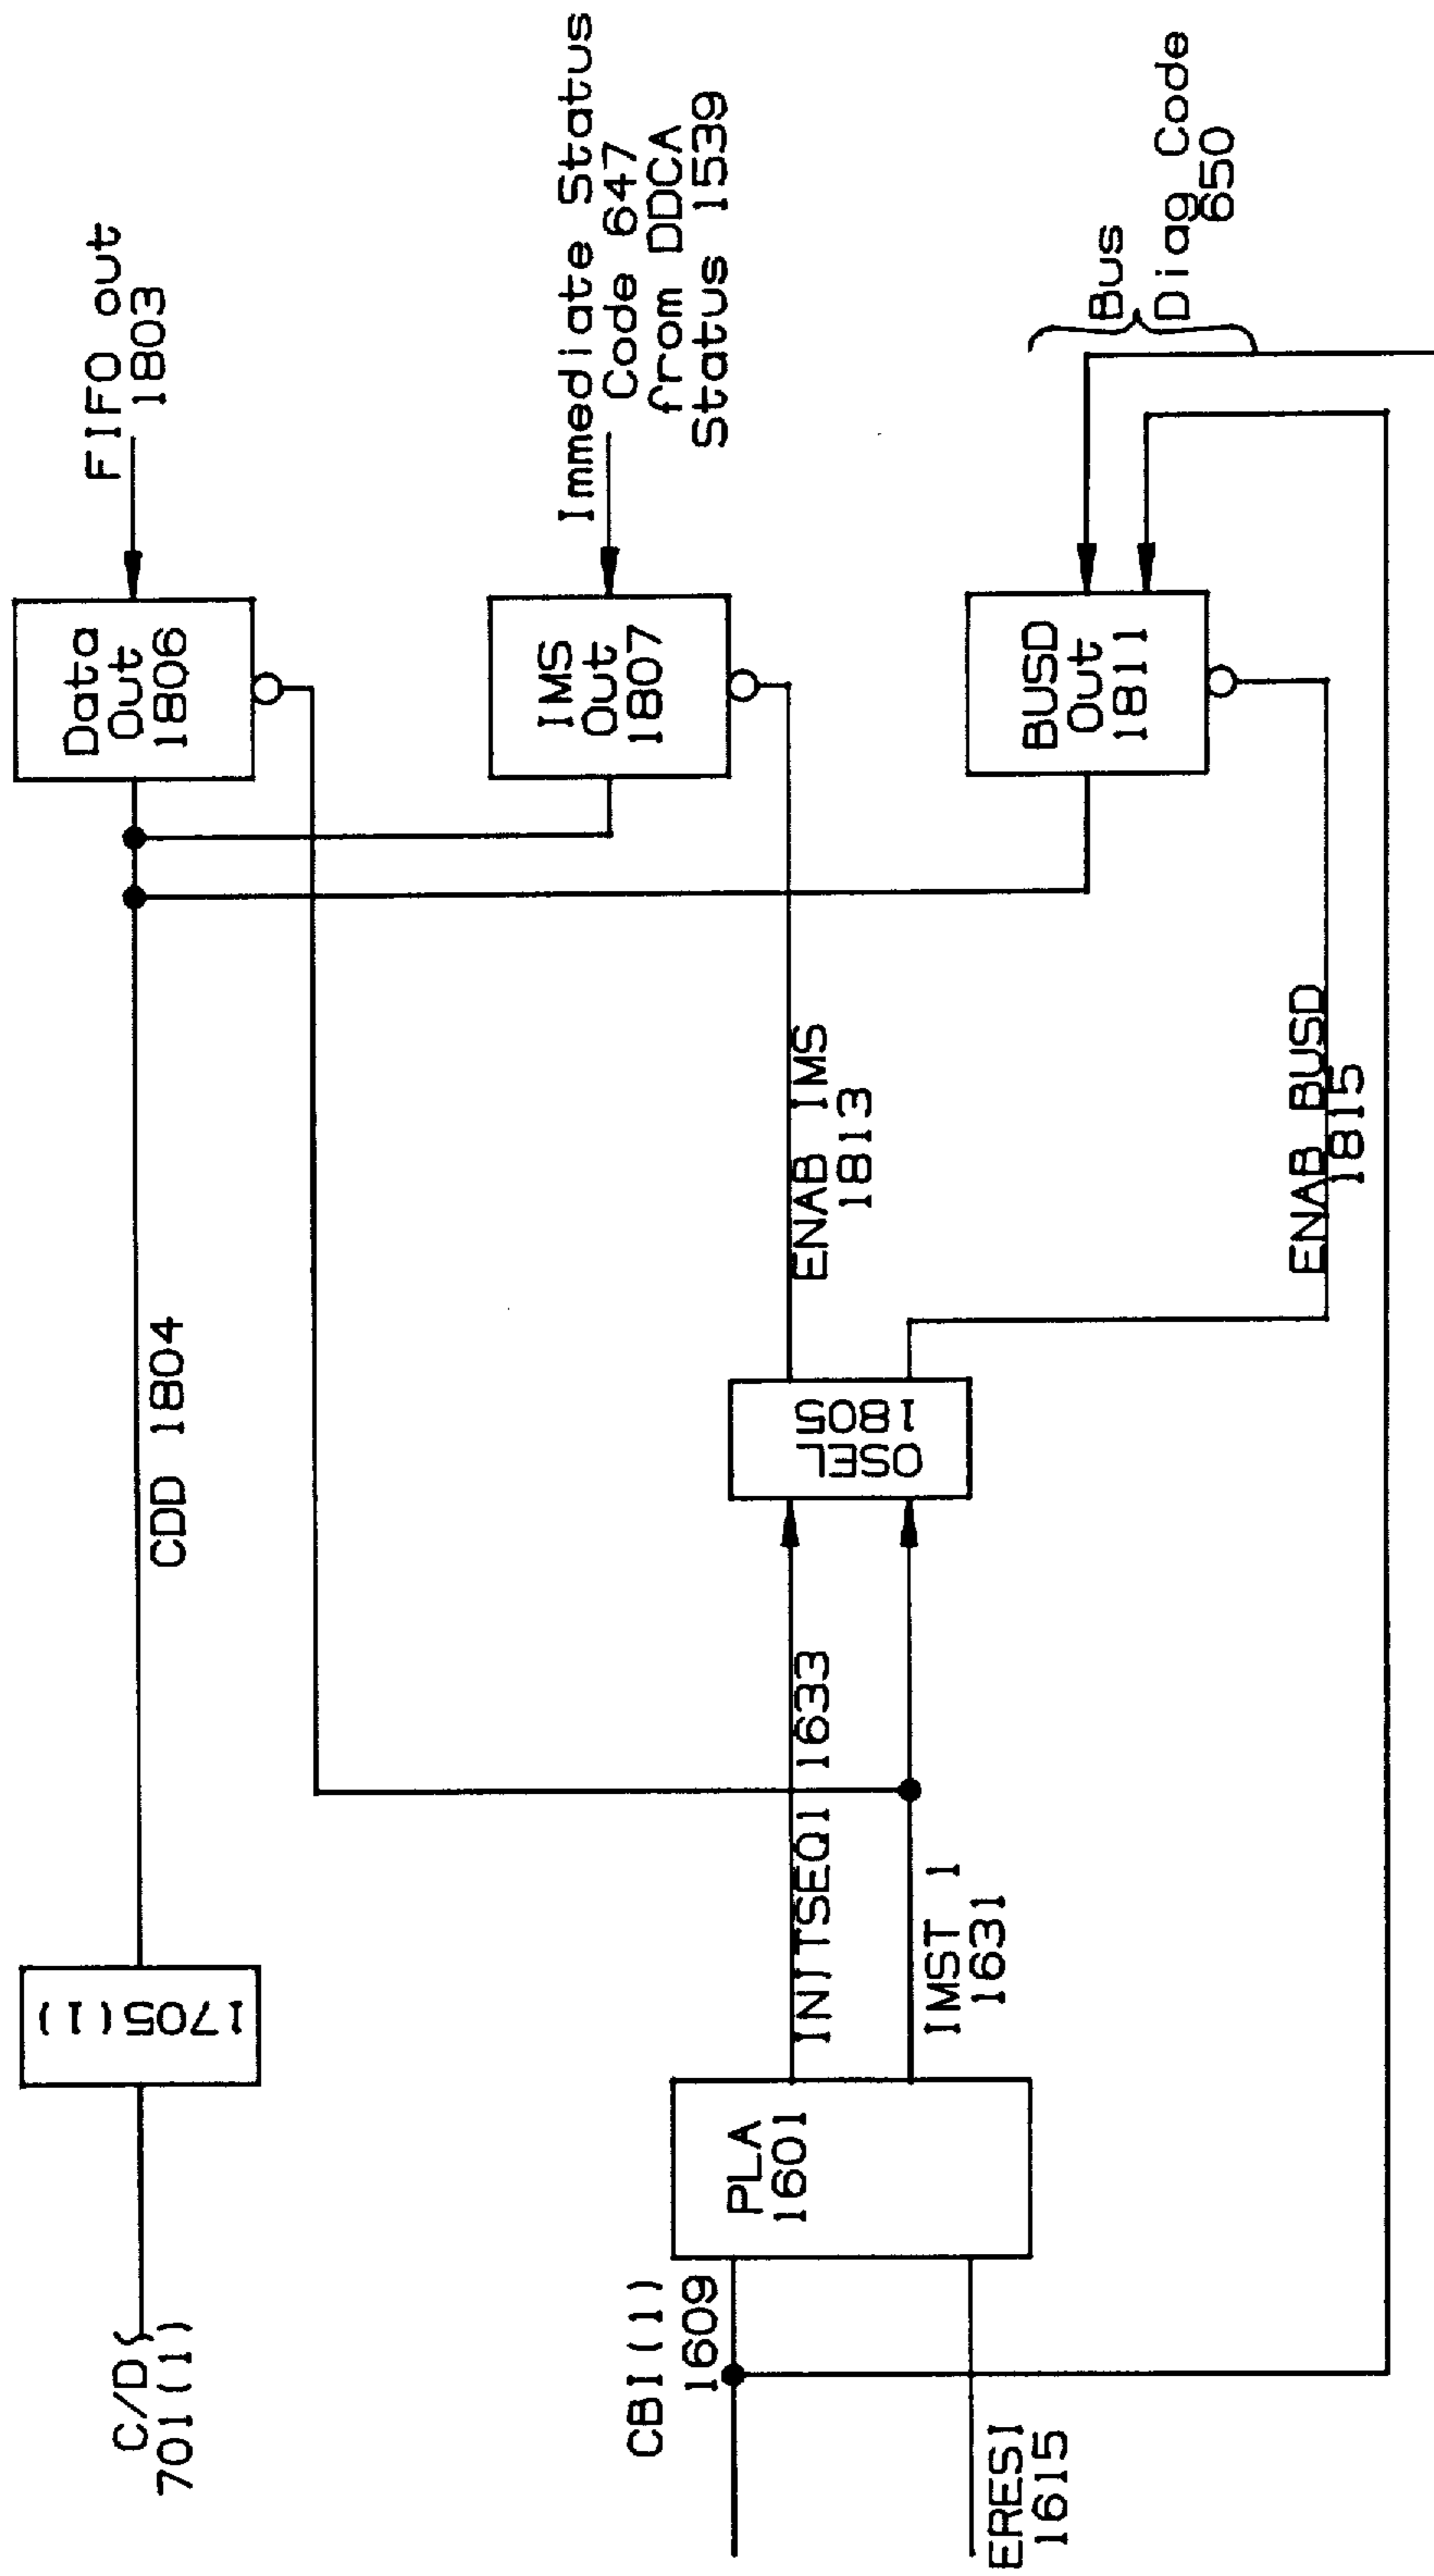 C/D
701(1)
1705(1)
CDD 1804
Data
Out
1806
FIFO out
1803
IMS
Out
1807
Immediate Status
Code 647
from DDCA
Status 1539
CBI(1)
1609
ERESI
1615
PLA
1601
INITSEQ1 1633
IMST 1
1631
OSEL
1805
ENAB IMS
1813
ENAB BUSD
1815
BUSD
Out
1811
Bus
Diag Code
650